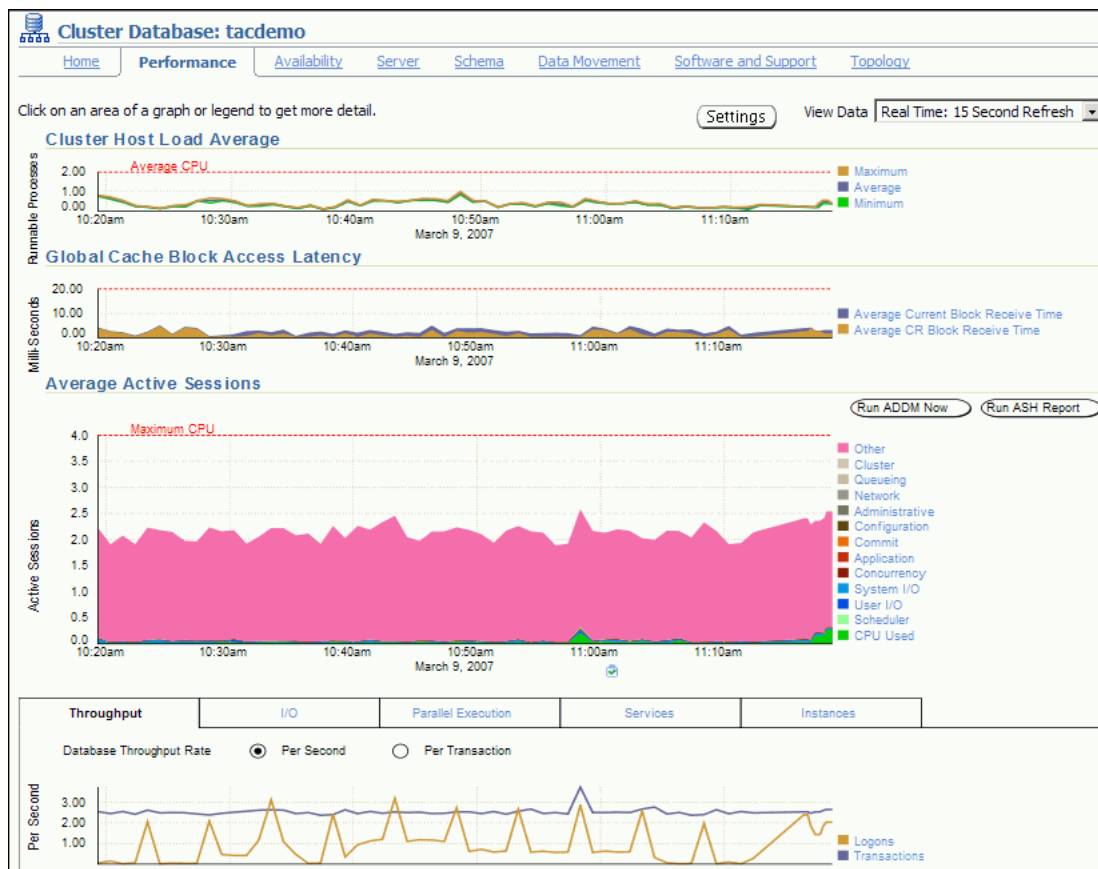 Cluster Database: tacdemo
Home Performance Availability Server Schema Data Movement Software and Support Topology
Click on an area of a graph or legend to get more detail.
Settings
View Data Real Time: 15 Second Refresh
Cluster Host Load Average
Runnable Processes
2.00
1.00
0.00
Average CPU
10:20am 10:30am 10:40am 10:50am 11:00am 11:10am
March 9, 2007
Maximum
Average
Minimum
Global Cache Block Access Latency
Milli-Seconds
20.00
10.00
0.00
10:20am 10:30am 10:40am 10:50am 11:00am 11:10am
March 9, 2007
Average Current Block Receive Time
Average CR Block Receive Time
Average Active Sessions
Run ADDM Now Run ASH Report
Active Sessions
Maximum CPU
4.0
3.5
3.0
2.5
2.0
1.5
1.0
0.5
0.0
10:20am 10:30am 10:40am 10:50am 11:00am 11:10am
March 9, 2007
Other
Cluster
Queueing
Network
Administrative
Configuration
Commit
Application
Concurrency
System I/O
User I/O
Scheduler
CPU Used
Throughput I/O Parallel Execution Services Instances
Database Throughput Rate Per Second Per Transaction
Per Second
3.00
2.00
1.00
Logons
Transactions